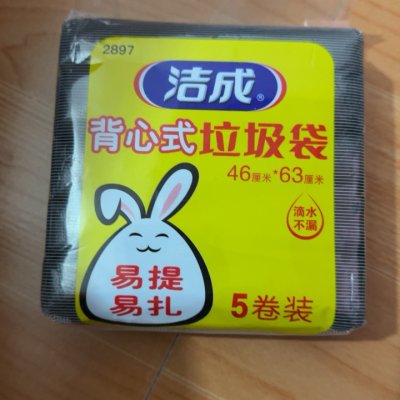 2897
洁成®
背心式垃圾袋
46厘米*63厘米
滴水
不漏
易提
易扎
5卷装